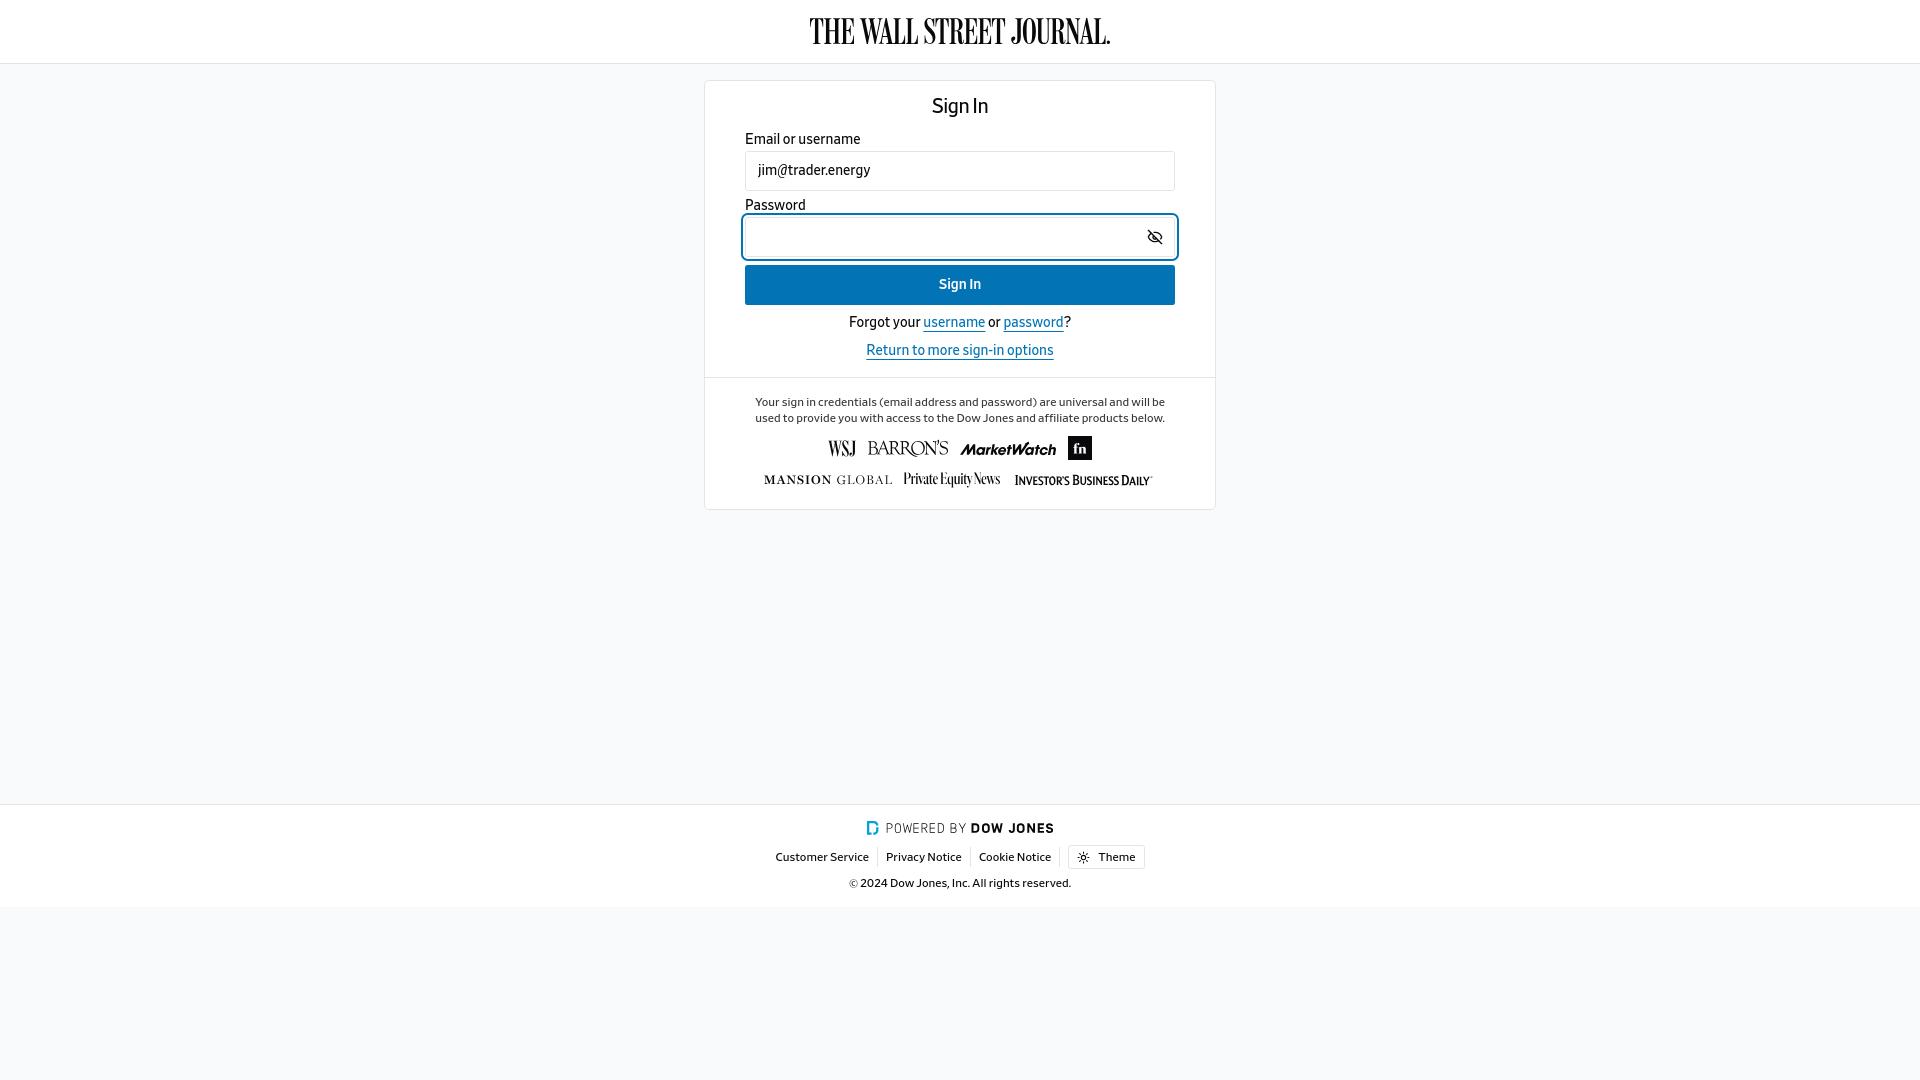 THE WALL STREET JOURNAL.
Sign In
Email or username
jim@trader.energy
Password
Sign In
Forgot your username or password?
Return to more sign-in options
Your sign in credentials (email address and password) are universal and will be
used to provide you with access to the Dow Jones and affiliate products below.
WSJ BARRON'S MarketWatch fn
MANSION GLOBAL Private Equity News INVESTOR'S BUSINESS DAILY
POWERED BY DOW JONES
Customer Service Privacy Notice Cookie Notice Theme
© 2024 Dow Jones, Inc. All rights reserved.